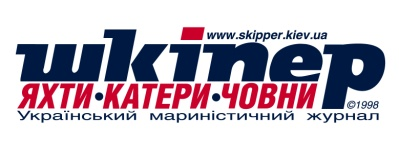 www.skipper.kiev.ua
шкіпер
ЯХТИ•КАТЕРИ•ЧОВНИ
©1998
Український мариністичний журнал